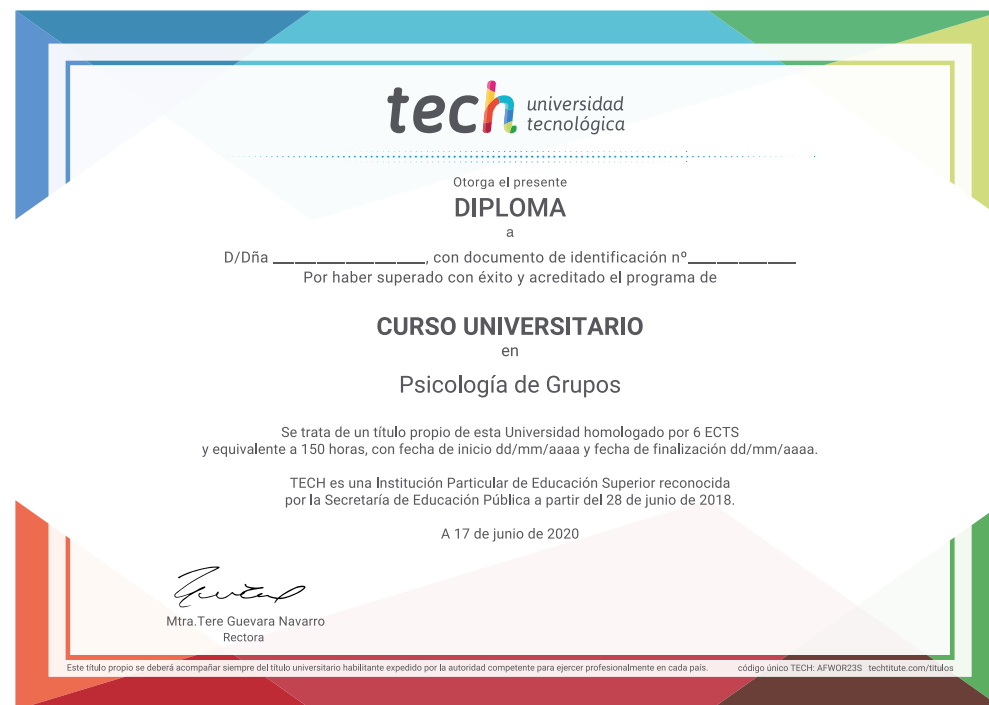 tech universidad
tecnológica
Otorga el presente
DIPLOMA
a
D/Dña ______________, con documento de identificación nº__________
Por haber superado con éxito y acreditado el programa de
CURSO UNIVERSITARIO
en
Psicología de Grupos
Se trata de un título propio de esta Universidad homologado por 6 ECTS
y equivalente a 150 horas, con fecha de inicio dd/mm/aaaa y fecha de finalización dd/mm/aaaa.
TECH es una Institución Particular de Educación Superior reconocida
por la Secretaría de Educación Pública a partir del 28 de junio de 2018.
A 17 de junio de 2020
Mtra.Tere Guevara Navarro
Rectora
Este título propio se deberá acompañar siempre del título universitario habilitante expedido por la autoridad competente para ejercer profesionalmente en cada país. código único TECH: AFWOR23S techtitute.com/titulos